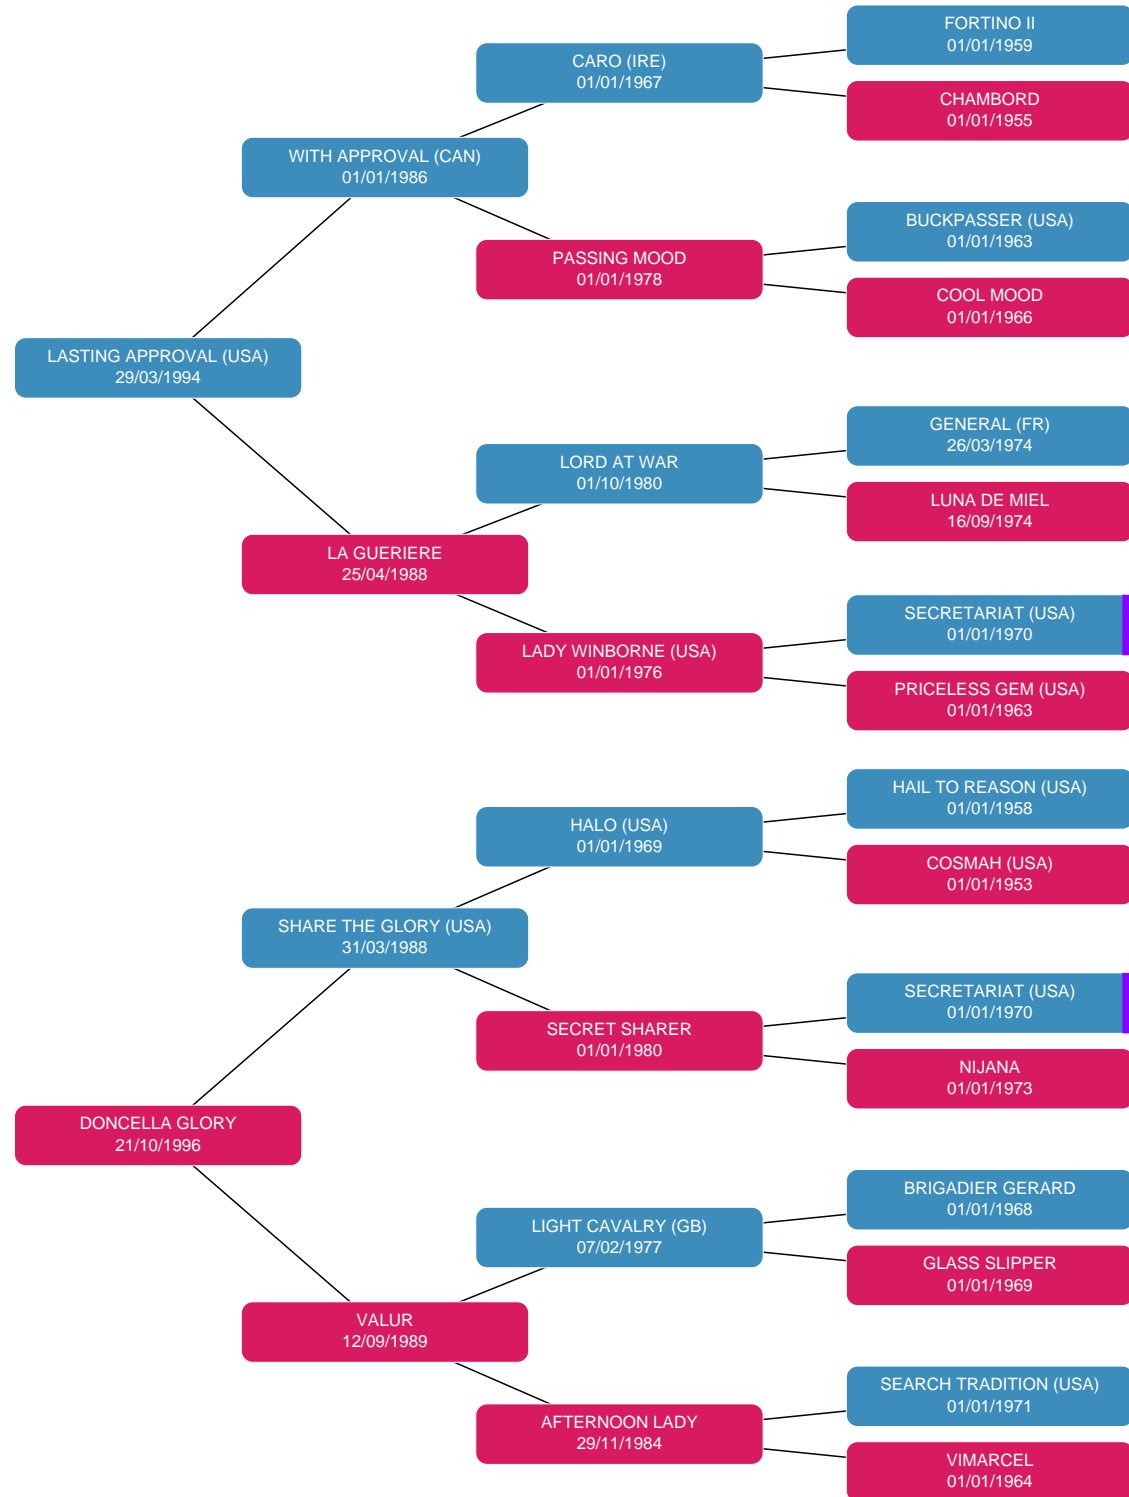 FORTINO II
01/01/1959
CARO (IRE)
01/01/1967
CHAMBORD
01/01/1955
WITH APPROVAL (CAN)
01/01/1986
BUCKPASSER (USA)
01/01/1963
PASSING MOOD
01/01/1978
COOL MOOD
01/01/1966
LASTING APPROVAL (USA)
29/03/1994
GENERAL (FR)
26/03/1974
LORD AT WAR
01/10/1980
LUNA DE MIEL
16/09/1974
LA GUERIERE
25/04/1988
SECRETARIAT (USA)
01/01/1970
LADY WINBORNE (USA)
01/01/1976
PRICELESS GEM (USA)
01/01/1963
HAIL TO REASON (USA)
01/01/1958
HALO (USA)
01/01/1969
COSMAH (USA)
01/01/1953
SHARE THE GLORY (USA)
31/03/1988
SECRETARIAT (USA)
01/01/1970
SECRET SHARER
01/01/1980
NIJANA
01/01/1973
DONCELLA GLORY
21/10/1996
BRIGADIER GERARD
01/01/1968
LIGHT CAVALRY (GB)
07/02/1977
GLASS SLIPPER
01/01/1969
VALUR
12/09/1989
SEARCH TRADITION (USA)
01/01/1971
AFTERNOON LADY
29/11/1984
VIMARCEL
01/01/1964